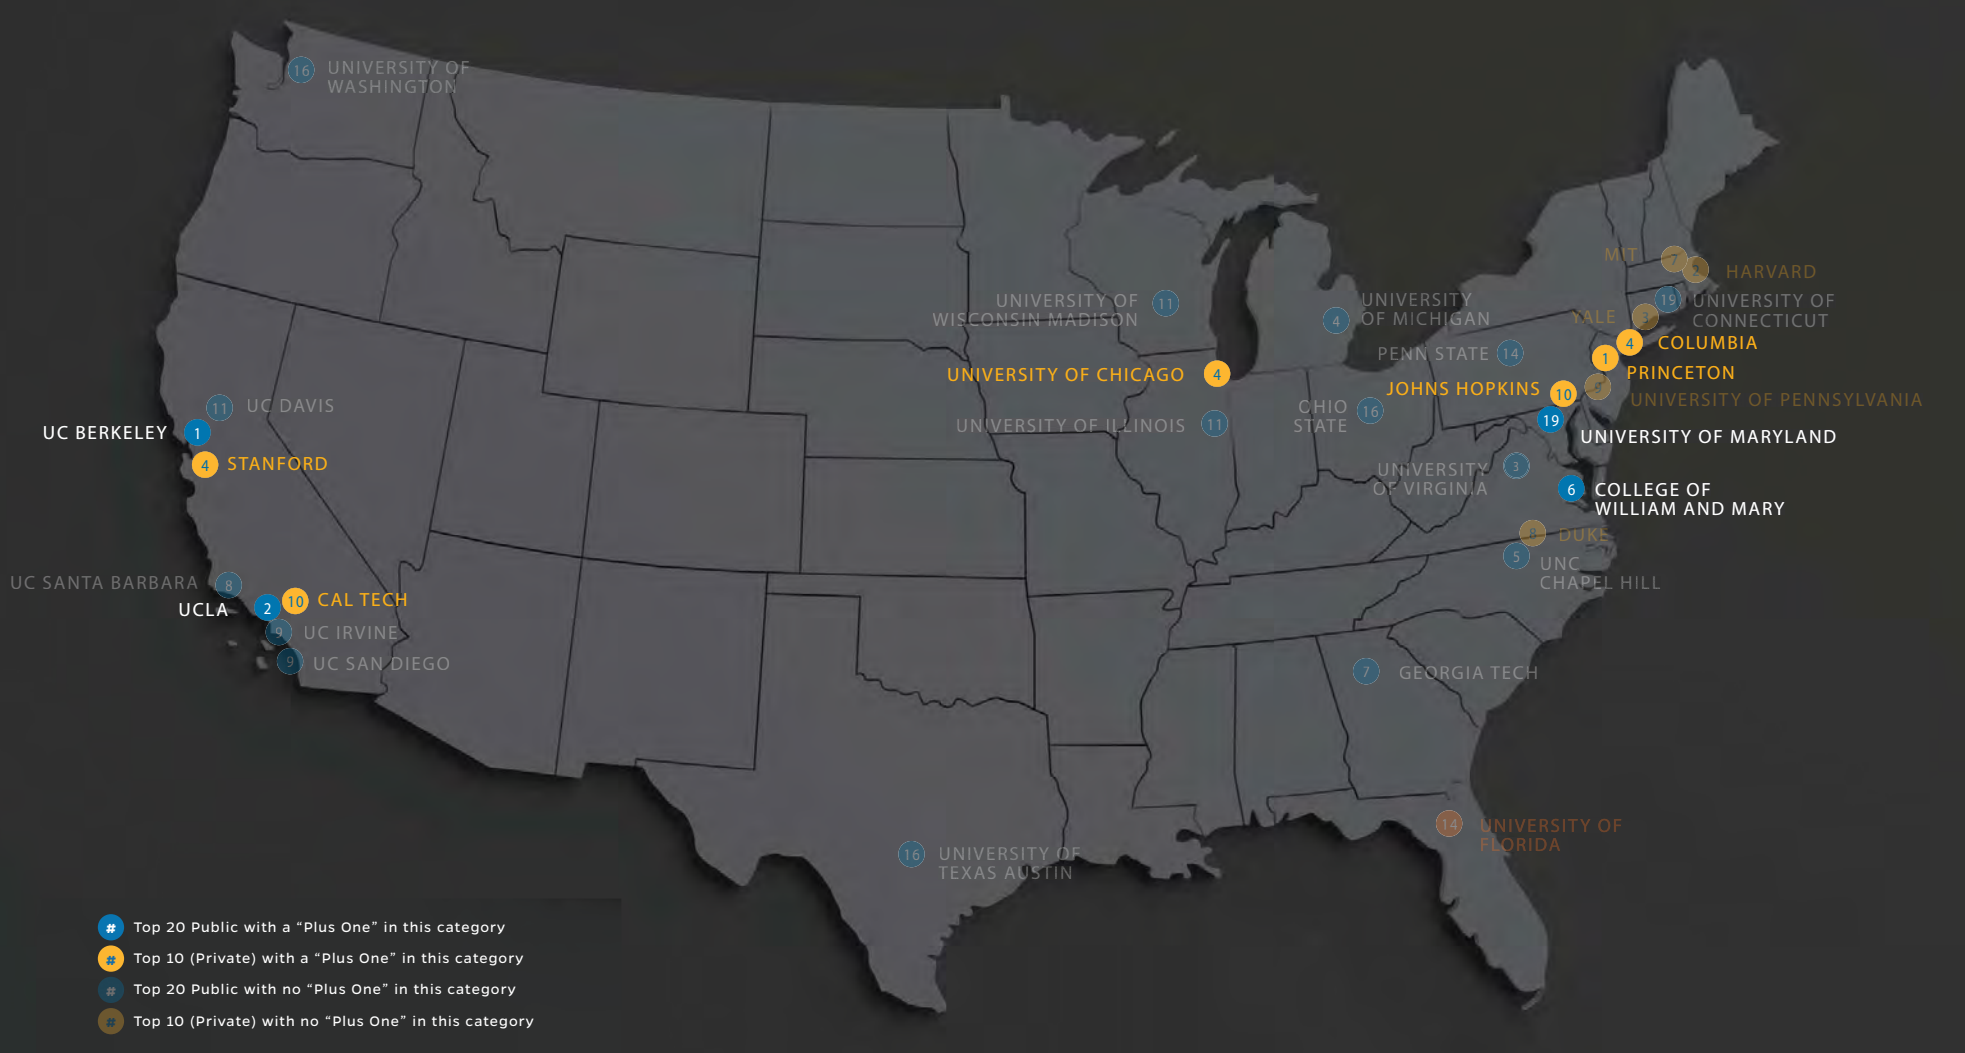 16
UNIVERSITY OF
WASHINGTON
MIT
7
2
HARVARD
UNIVERSITY OF
WISCONSIN MADISON
11
4
UNIVERSITY
OF MICHIGAN
19
UNIVERSITY OF
CONNECTICUT
YALE
3
4
COLUMBIA
PENN STATE
14
1
PRINCETON
UNIVERSITY OF CHICAGO
4
JOHNS HOPKINS
10
UNIVERSITY OF PENNSYLVANIA
11
UC DAVIS
OHIO
STATE
16
UNIVERSITY OF ILLINOIS
11
19
UNIVERSITY OF MARYLAND
UC BERKELEY
1
4
STANFORD
UNIVERSITY
OF VIRGINIA
3
6
COLLEGE OF
WILLIAM AND MARY
8
DUKE
5
UNC
CHAPEL HILL
UC SANTA BARBARA
8
UCLA
2
10
CAL TECH
9
UC IRVINE
9
UC SAN DIEGO
7
GEORGIA TECH
14
UNIVERSITY OF
FLORIDA
16
UNIVERSITY OF
TEXAS AUSTIN
# Top 20 Public with a “Plus One” in this category
# Top 10 (Private) with a “Plus One” in this category
# Top 20 Public with no “Plus One” in this category
# Top 10 (Private) with no “Plus One” in this category